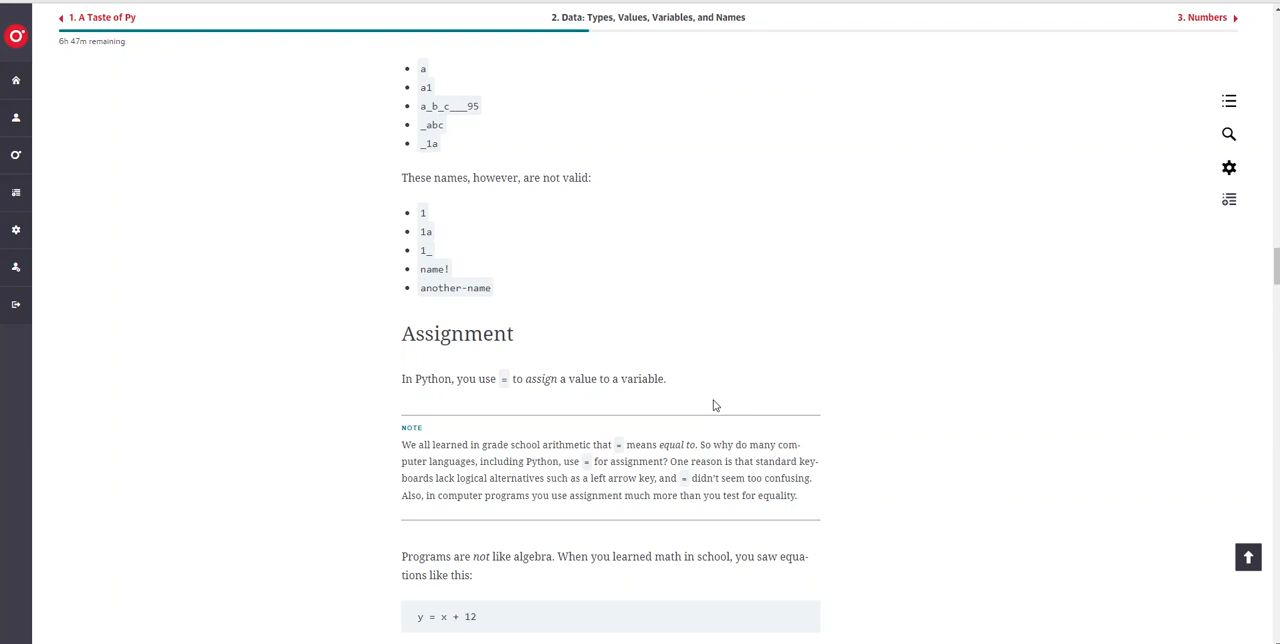 1. A Taste of Py
2. Data: Types, Values, Variables, and Names
3. Numbers
6h 47m remaining
a
a1
a_b_c___95
_abc
_1a
These names, however, are not valid:
1
1a
1_
name!
another-name
Assignment
In Python, you use = to assign a value to a variable.
NOTE
We all learned in grade school arithmetic that = means equal to. So why do many com-
puter languages, including Python, use = for assignment? One reason is that standard key-
boards lack logical alternatives such as a left arrow key, and = didn't seem too confusing.
Also, in computer programs you use assignment much more than you test for equality.
Programs are not like algebra. When you learned math in school, you saw equa-
tions like this:
y = x + 12